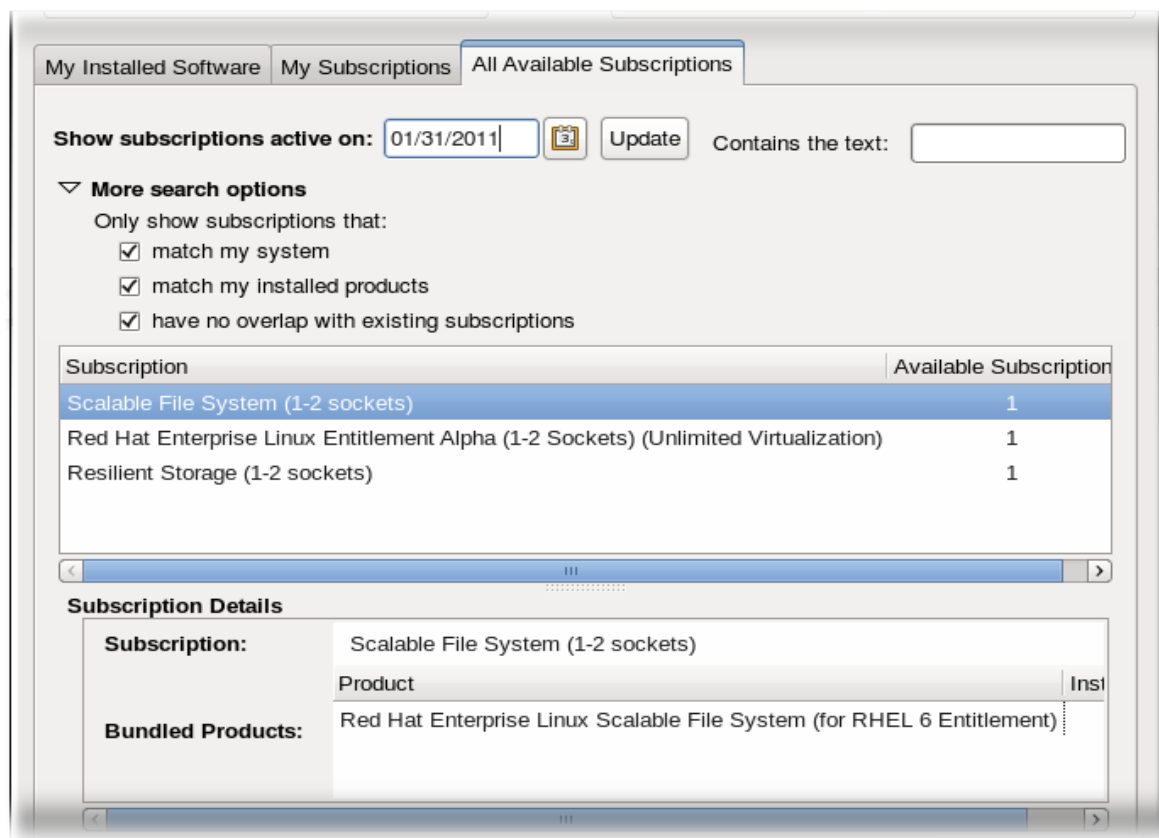 My Installed Software My Subscriptions All Available Subscriptions
Show subscriptions active on: 01/31/2011 Update Contains the text:
More search options
Only show subscriptions that:
match my system
match my installed products
have no overlap with existing subscriptions
Subscription Available Subscription
Scalable File System (1-2 sockets) 1
Red Hat Enterprise Linux Entitlement Alpha (1-2 Sockets) (Unlimited Virtualization) 1
Resilient Storage (1-2 sockets) 1
Subscription Details
Subscription: Scalable File System (1-2 sockets)
Product Inst
Bundled Products: Red Hat Enterprise Linux Scalable File System (for RHEL 6 Entitlement)